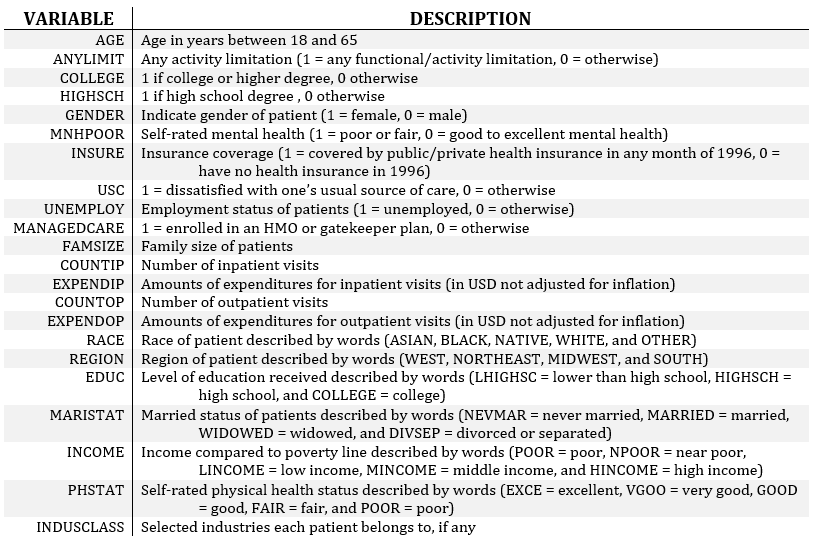 VARIABLE DESCRIPTION
AGE Age in years between 18 and 65
ANYLIMIT Any activity limitation (1 = any functional/activity limitation, 0 = otherwise)
COLLEGE 1 if college or higher degree, 0 otherwise
HIGHSCH 1 if high school degree , 0 otherwise
GENDER Indicate gender of patient (1 = female, 0 = male)
MNHPOOR Self-rated mental health (1 = poor or fair, 0 = good to excellent mental health)
INSURE Insurance coverage (1 = covered by public/private health insurance in any month of 1996, 0 =
have no health insurance in 1996)
USC 1 = dissatisfied with one's usual source of care, 0 = otherwise
UNEMPLOY Employment status of patients (1 = unemployed, 0 = otherwise)
MANAGEDCARE 1 = enrolled in an HMO or gatekeeper plan, 0 = otherwise
FAMSIZE Family size of patients
COUNTIP Number of inpatient visits
EXPENDIP Amounts of expenditures for inpatient visits (in USD not adjusted for inflation)
COUNTOP Number of outpatient visits
EXPENDOP Amounts of expenditures for outpatient visits (in USD not adjusted for inflation)
RACE Race of patient described by words (ASIAN, BLACK, NATIVE, WHITE, and OTHER)
REGION Region of patient described by words (WEST, NORTHEAST, MIDWEST, and SOUTH)
EDUC Level of education received described by words (LHIGHSC = lower than high school, HIGHSCH =
high school, and COLLEGE = college)
MARISTAT Married status of patients described by words (NEVMAR = never married, MARRIED = married,
WIDOWED = widowed, and DIVSEP = divorced or separated)
INCOME Income compared to poverty line described by words (POOR = poor, NPOOR = near poor,
LINCOME = low income, MINCOME = middle income, and HINCOME = high income)
PHSTAT Self-rated physical health status described by words (EXCE = excellent, VGOO = very good, GOOD
= good, FAIR = fair, and POOR = poor)
INDUSCLASS Selected industries each patient belongs to, if any